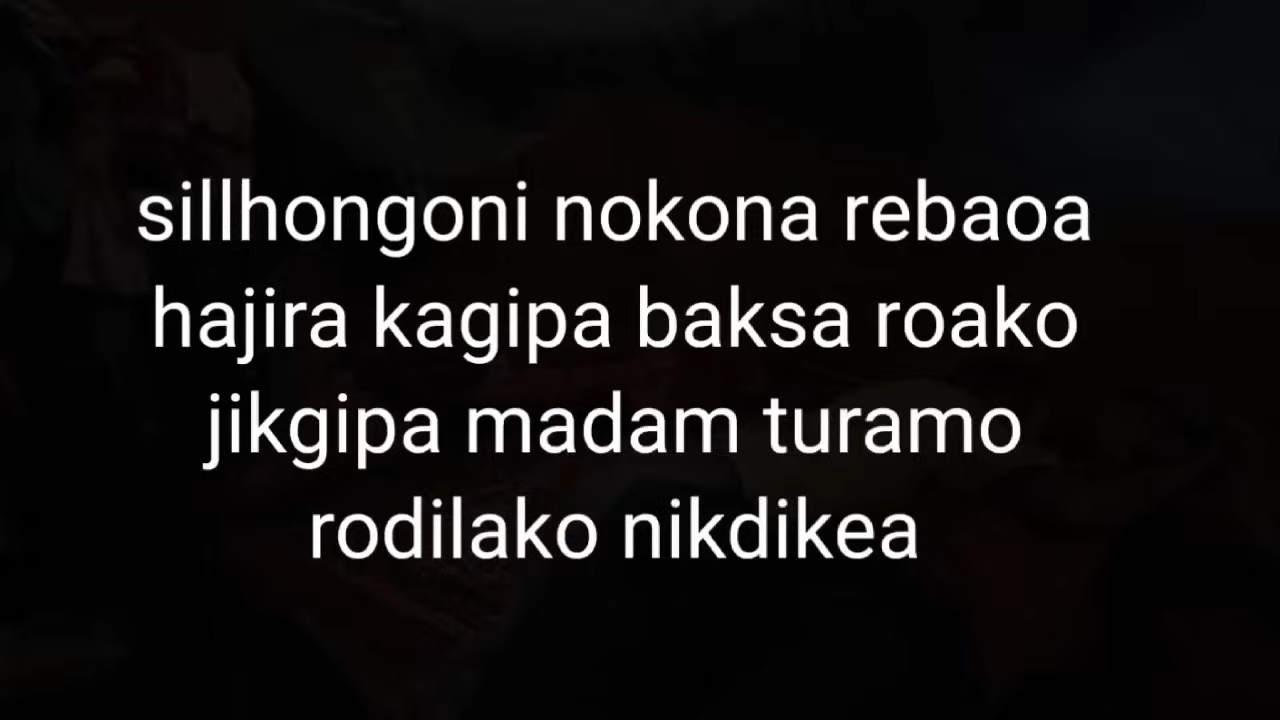 sillhongoni nokona rebaoa
hajira kagipa baksa roako
jikgipa madam turamo
rodilako nikdikea